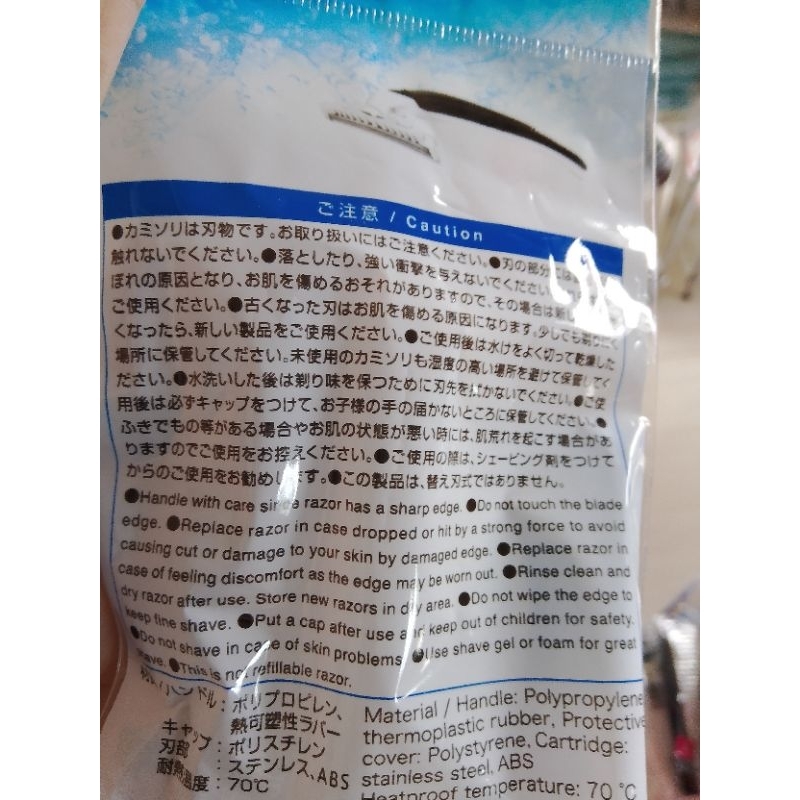 ご注意 / Caution
●カミソリは刃物です。お取り扱いにはご注意ください。●刃の部分には
触れないでください。●落としたり、強い衝撃を与えないでください。
ぼれの原因となり、お肌を傷めるおそれがありますので、その場合は新し
ご使用ください。●古くなった刃はお肌を傷める原因になります。少しでも剃りにく
くなったら、新しい製品をご使用ください。●ご使用後は水けをよく切って乾燥した
場所に保管してください。未使用のカミソリも湿度の高い場所を避けて保管してく
ださい。●水洗いした後は剃り味を保つために刃先を拭かないでください。●ご使
用後は必ずキャップをつけて、お子様の手の届かないところに保管してください。●
ふきでもの等がある場合やお肌の状態が悪い時には、肌荒れを起こす場合があ
りますのでご使用をお控えください。●ご使用の際は、シェービング剤をつけて
からのご使用をお勧めします。●この製品は、替え刃式ではありません。
●Handle with care since razor has a sharp edge. ●Do not touch the blade
edge. ●Replace razor in case dropped or hit by a strong force to avoid
causing cut or damage to your skin by damaged edge. ●Replace razor in
case of feeling discomfort as the edge may be worn out. ●Rinse clean and
dry razor after use. Store new razors in dry area. ●Do not wipe the edge to
keep fine shave. ●Put a cap after use and keep out of children for safety.
●Do not shave in case of skin problems. ●Use shave gel or foam for great
shave. ●This is not refillable razor.
ハンドル：ポリプロピレン、
熱可塑性ラバー
キャップ：ポリスチレン
刃部：ステンレス、ABS
耐熱温度：70℃
Material / Handle: Polypropylene
thermoplastic rubber, Protective
cover: Polystyrene, Cartridge:
stainless steel, ABS
Heatproof temperature: 70 ℃